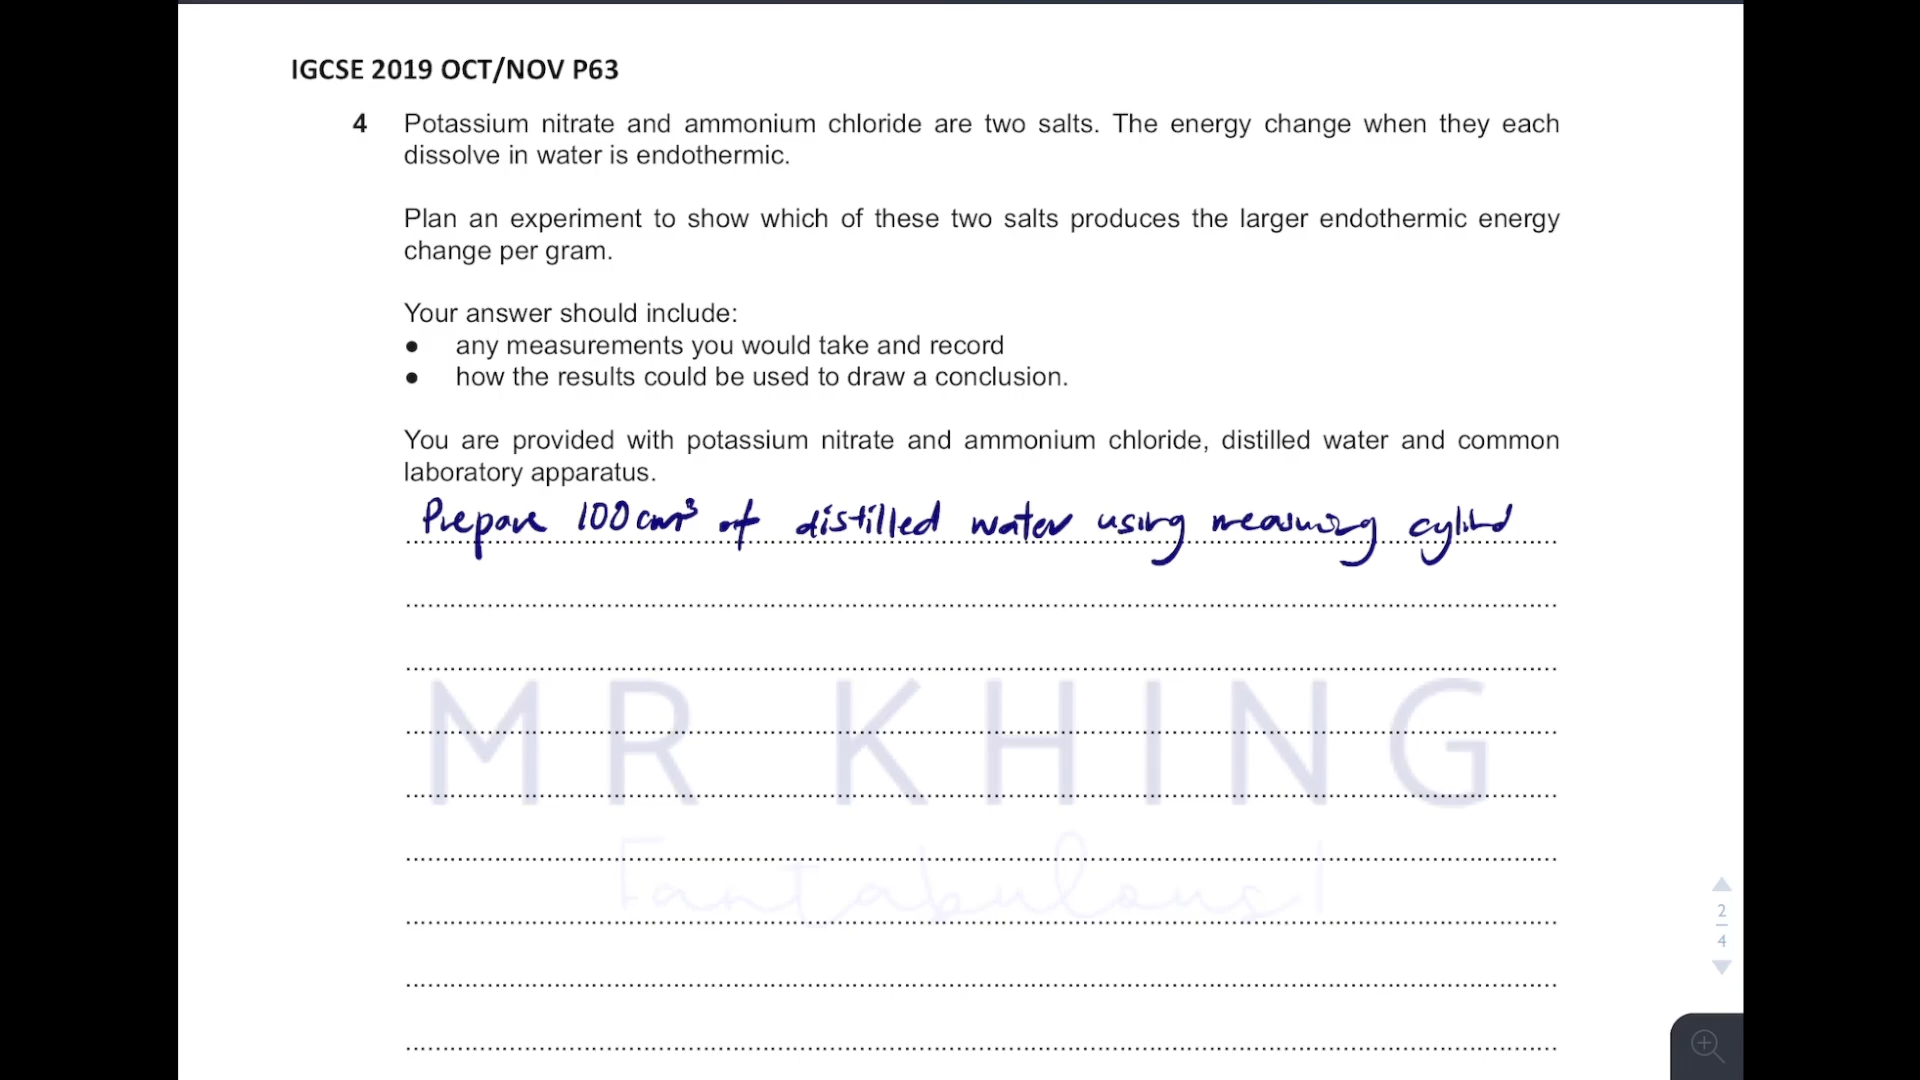 IGCSE 2019 OCT/NOV P63
4 Potassium nitrate and ammonium chloride are two salts. The energy change when they each
dissolve in water is endothermic.
Plan an experiment to show which of these two salts produces the larger endothermic energy
change per gram.
Your answer should include:
● any measurements you would take and record
● how the results could be used to draw a conclusion.
You are provided with potassium nitrate and ammonium chloride, distilled water and common
laboratory apparatus.
Prepare 100 cm³ of distilled water using measuring cylind
MR KHING
Fantabulous!
2
4